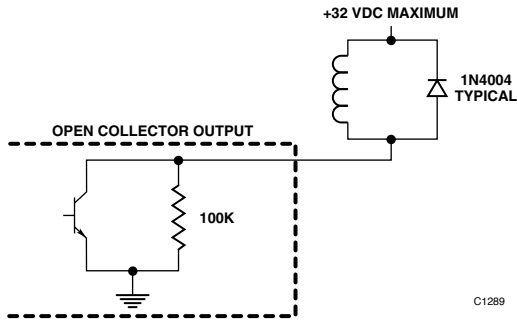 +32 VDC MAXIMUM
1N4004
TYPICAL
OPEN COLLECTOR OUTPUT
100K
C1289